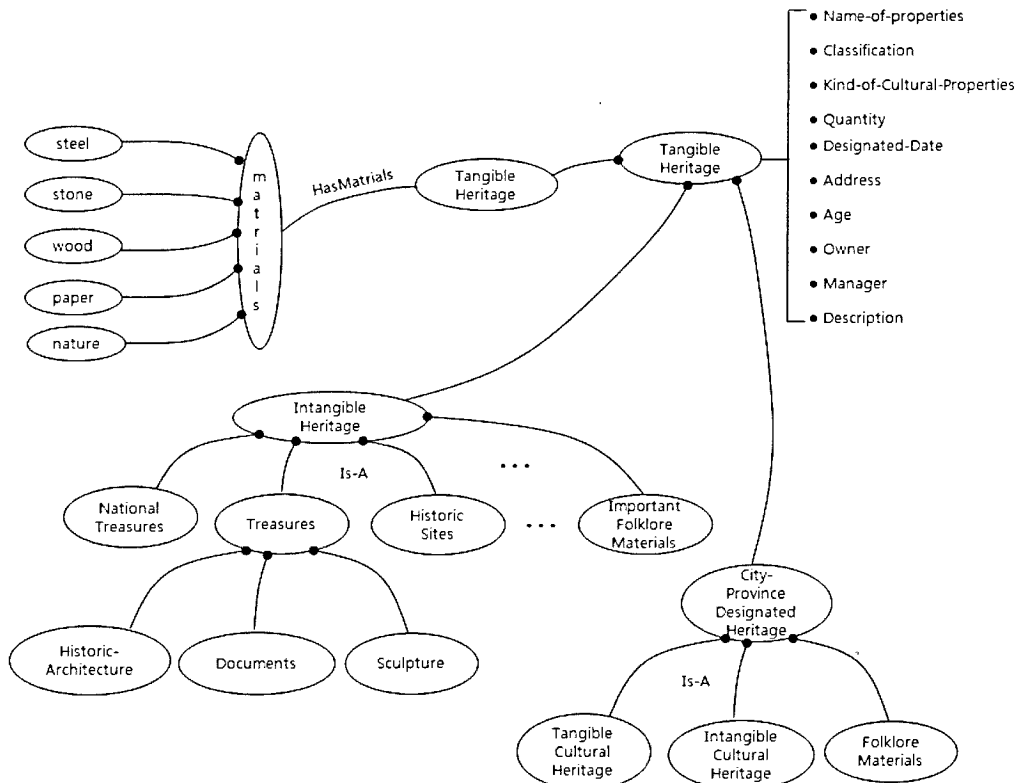 Name-of-properties
Classification
Kind-of-Cultural-Properties
Quantity
Designated-Date
Address
Age
Owner
Manager
Description
steel
stone
wood
paper
nature
matrials
HasMatrials
Tangible
Heritage
Tangible
Heritage
Intangible
Heritage
Is-A
...
National
Treasures
Treasures
Historic
Sites
...
Important
Folklore
Materials
Historic-
Architecture
Documents
Sculpture
City-
Province
Designated
Heritage
Is-A
Tangible
Cultural
Heritage
Intangible
Cultural
Heritage
Folklore
Materials